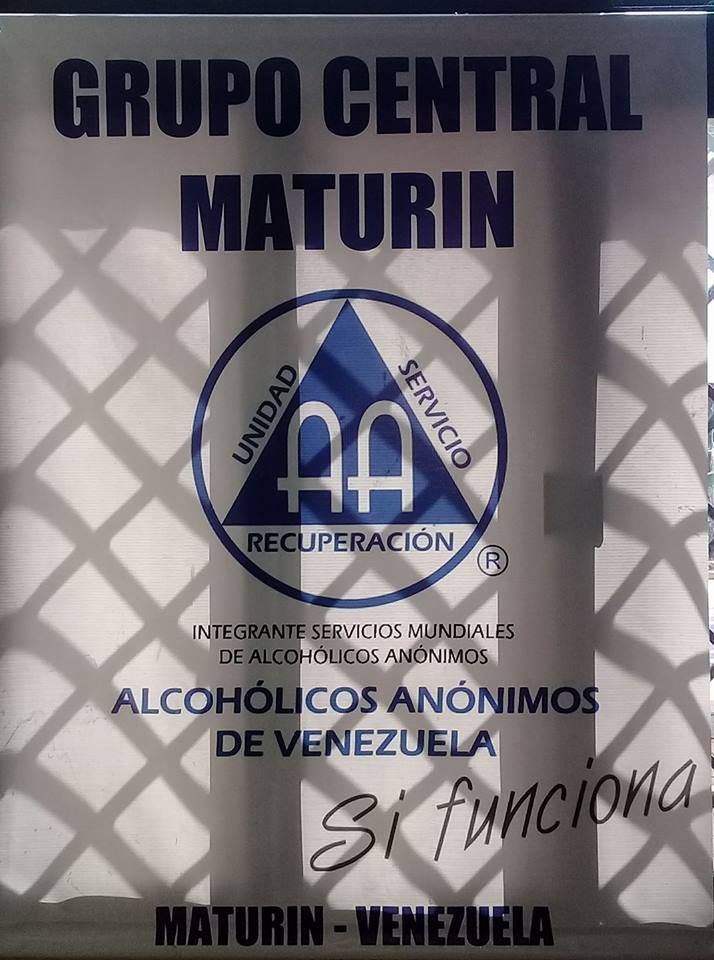 GRUPO CENTRAL
MATURIN
UNIDAD
SERVICIO
AA
RECUPERACIÓN
®
INTEGRANTE SERVICIOS MUNDIALES
DE ALCOHÓLICOS ANÓNIMOS
ALCOHÓLICOS ANÓNIMOS
DE VENEZUELA
Si funciona
MATURIN - VENEZUELA